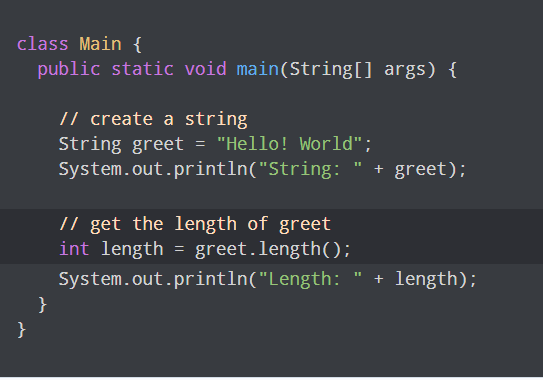 class Main {
  public static void main(String[] args) {
    // create a string
    String greet = "Hello! World";
    System.out.println("String: " + greet);
    // get the length of greet
    int length = greet.length();
    System.out.println("Length: " + length);
  }
}